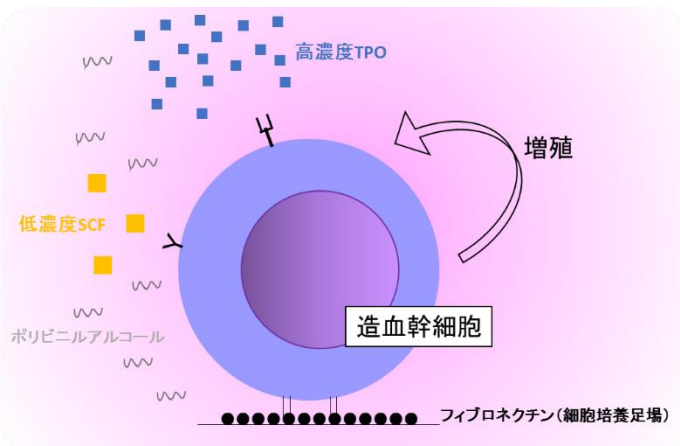 高濃度TPO
増殖
低濃度SCF
造血幹細胞
ポリビニルアルコール
フィブロネクチン(細胞培養足場)